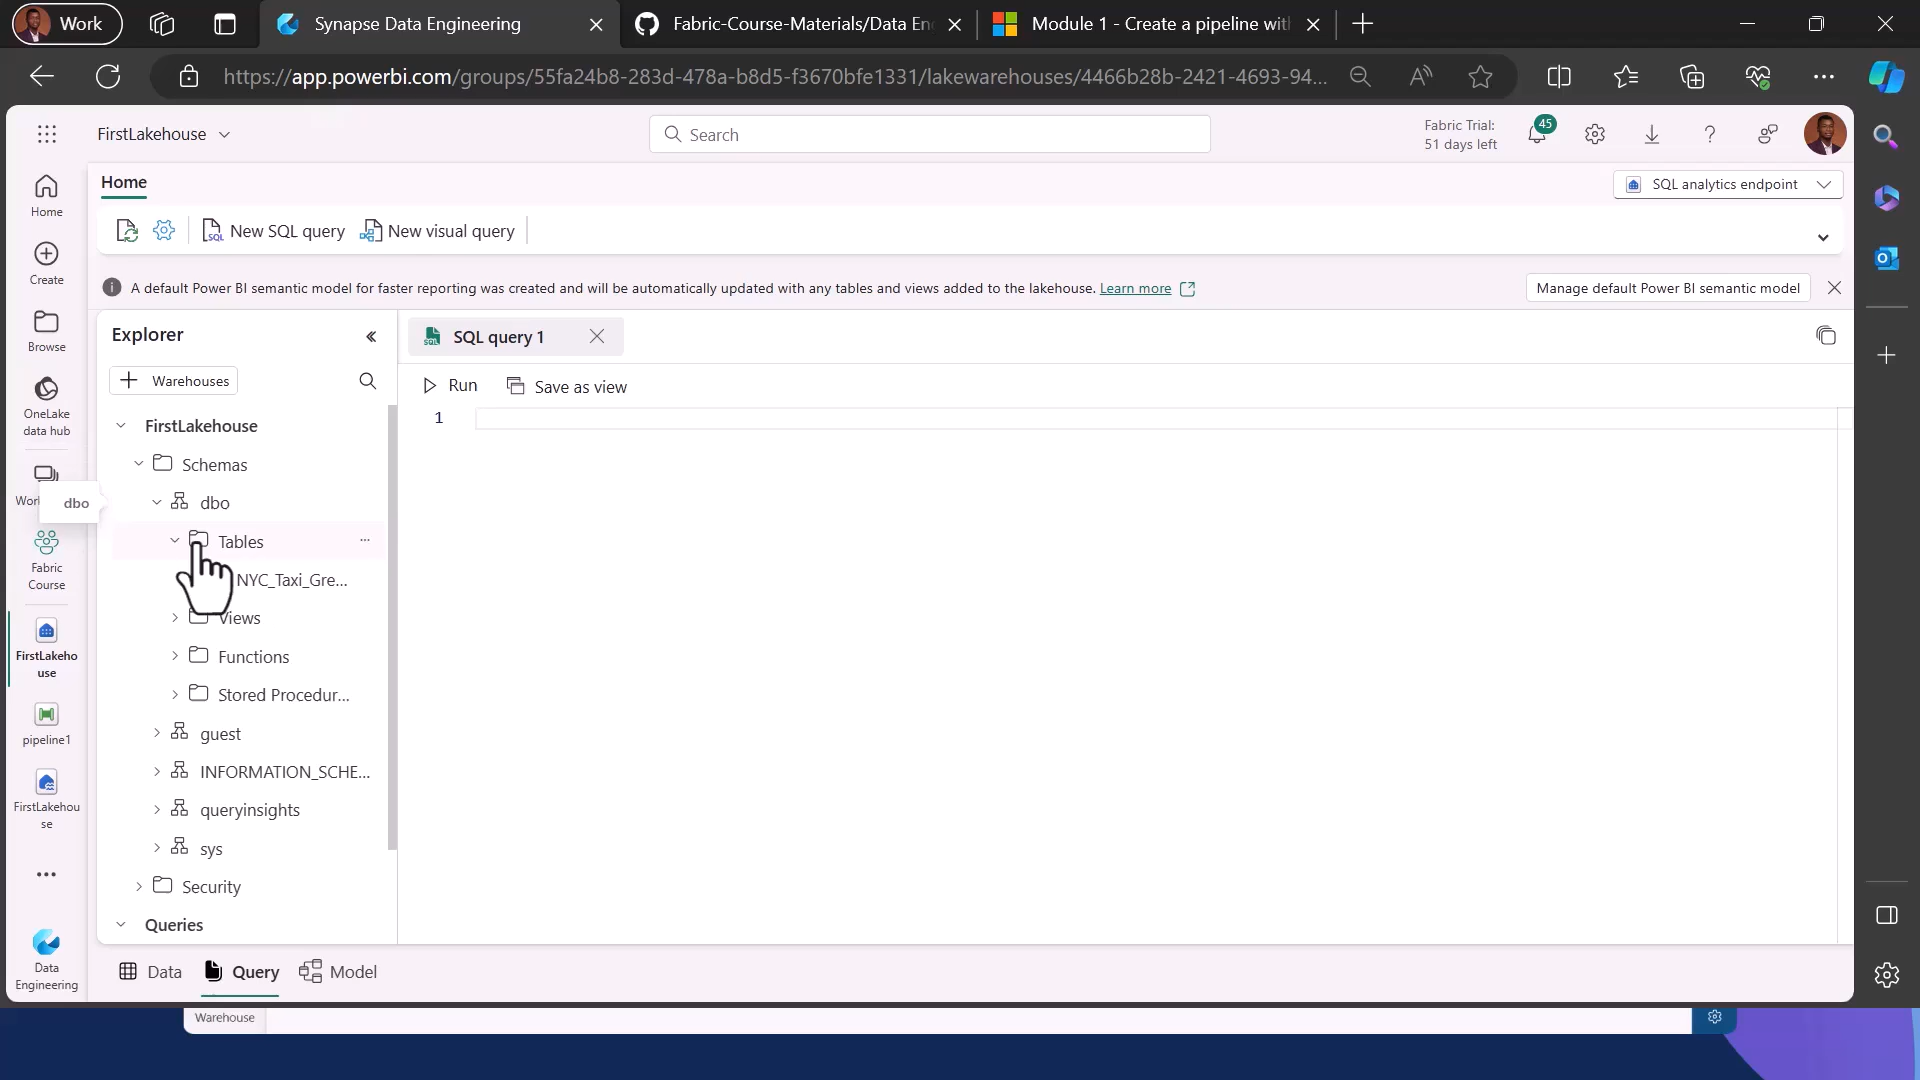 Work
Synapse Data Engineering
Fabric-Course-Materials/Data En
Module 1 - Create a pipeline wit
https://app.powerbi.com/groups/55fa24b8-283d-478a-b8d5-f3670bfe1331/lakewarehouses/4466b28b-2421-4693-94...
FirstLakehouse
Search
Fabric Trial:
51 days left
45
Home
SQL analytics endpoint
New SQL query
New visual query
A default Power BI semantic model for faster reporting was created and will be automatically updated with any tables and views added to the lakehouse. Learn more
Manage default Power BI semantic model
Home
Create
Browse
OneLake
data hub
Work
dbo
Fabric
Course
FirstLakeho
use
pipeline1
FirstLakehou
se
Data
Engineering
Explorer
Warehouses
FirstLakehouse
Schemas
dbo
Tables
NYC_Taxi_Gre...
Views
Functions
Stored Procedur...
guest
INFORMATION_SCHE...
queryinsights
sys
Security
Queries
SQL query 1
Run
Save as view
1
Data
Query
Model
Warehouse